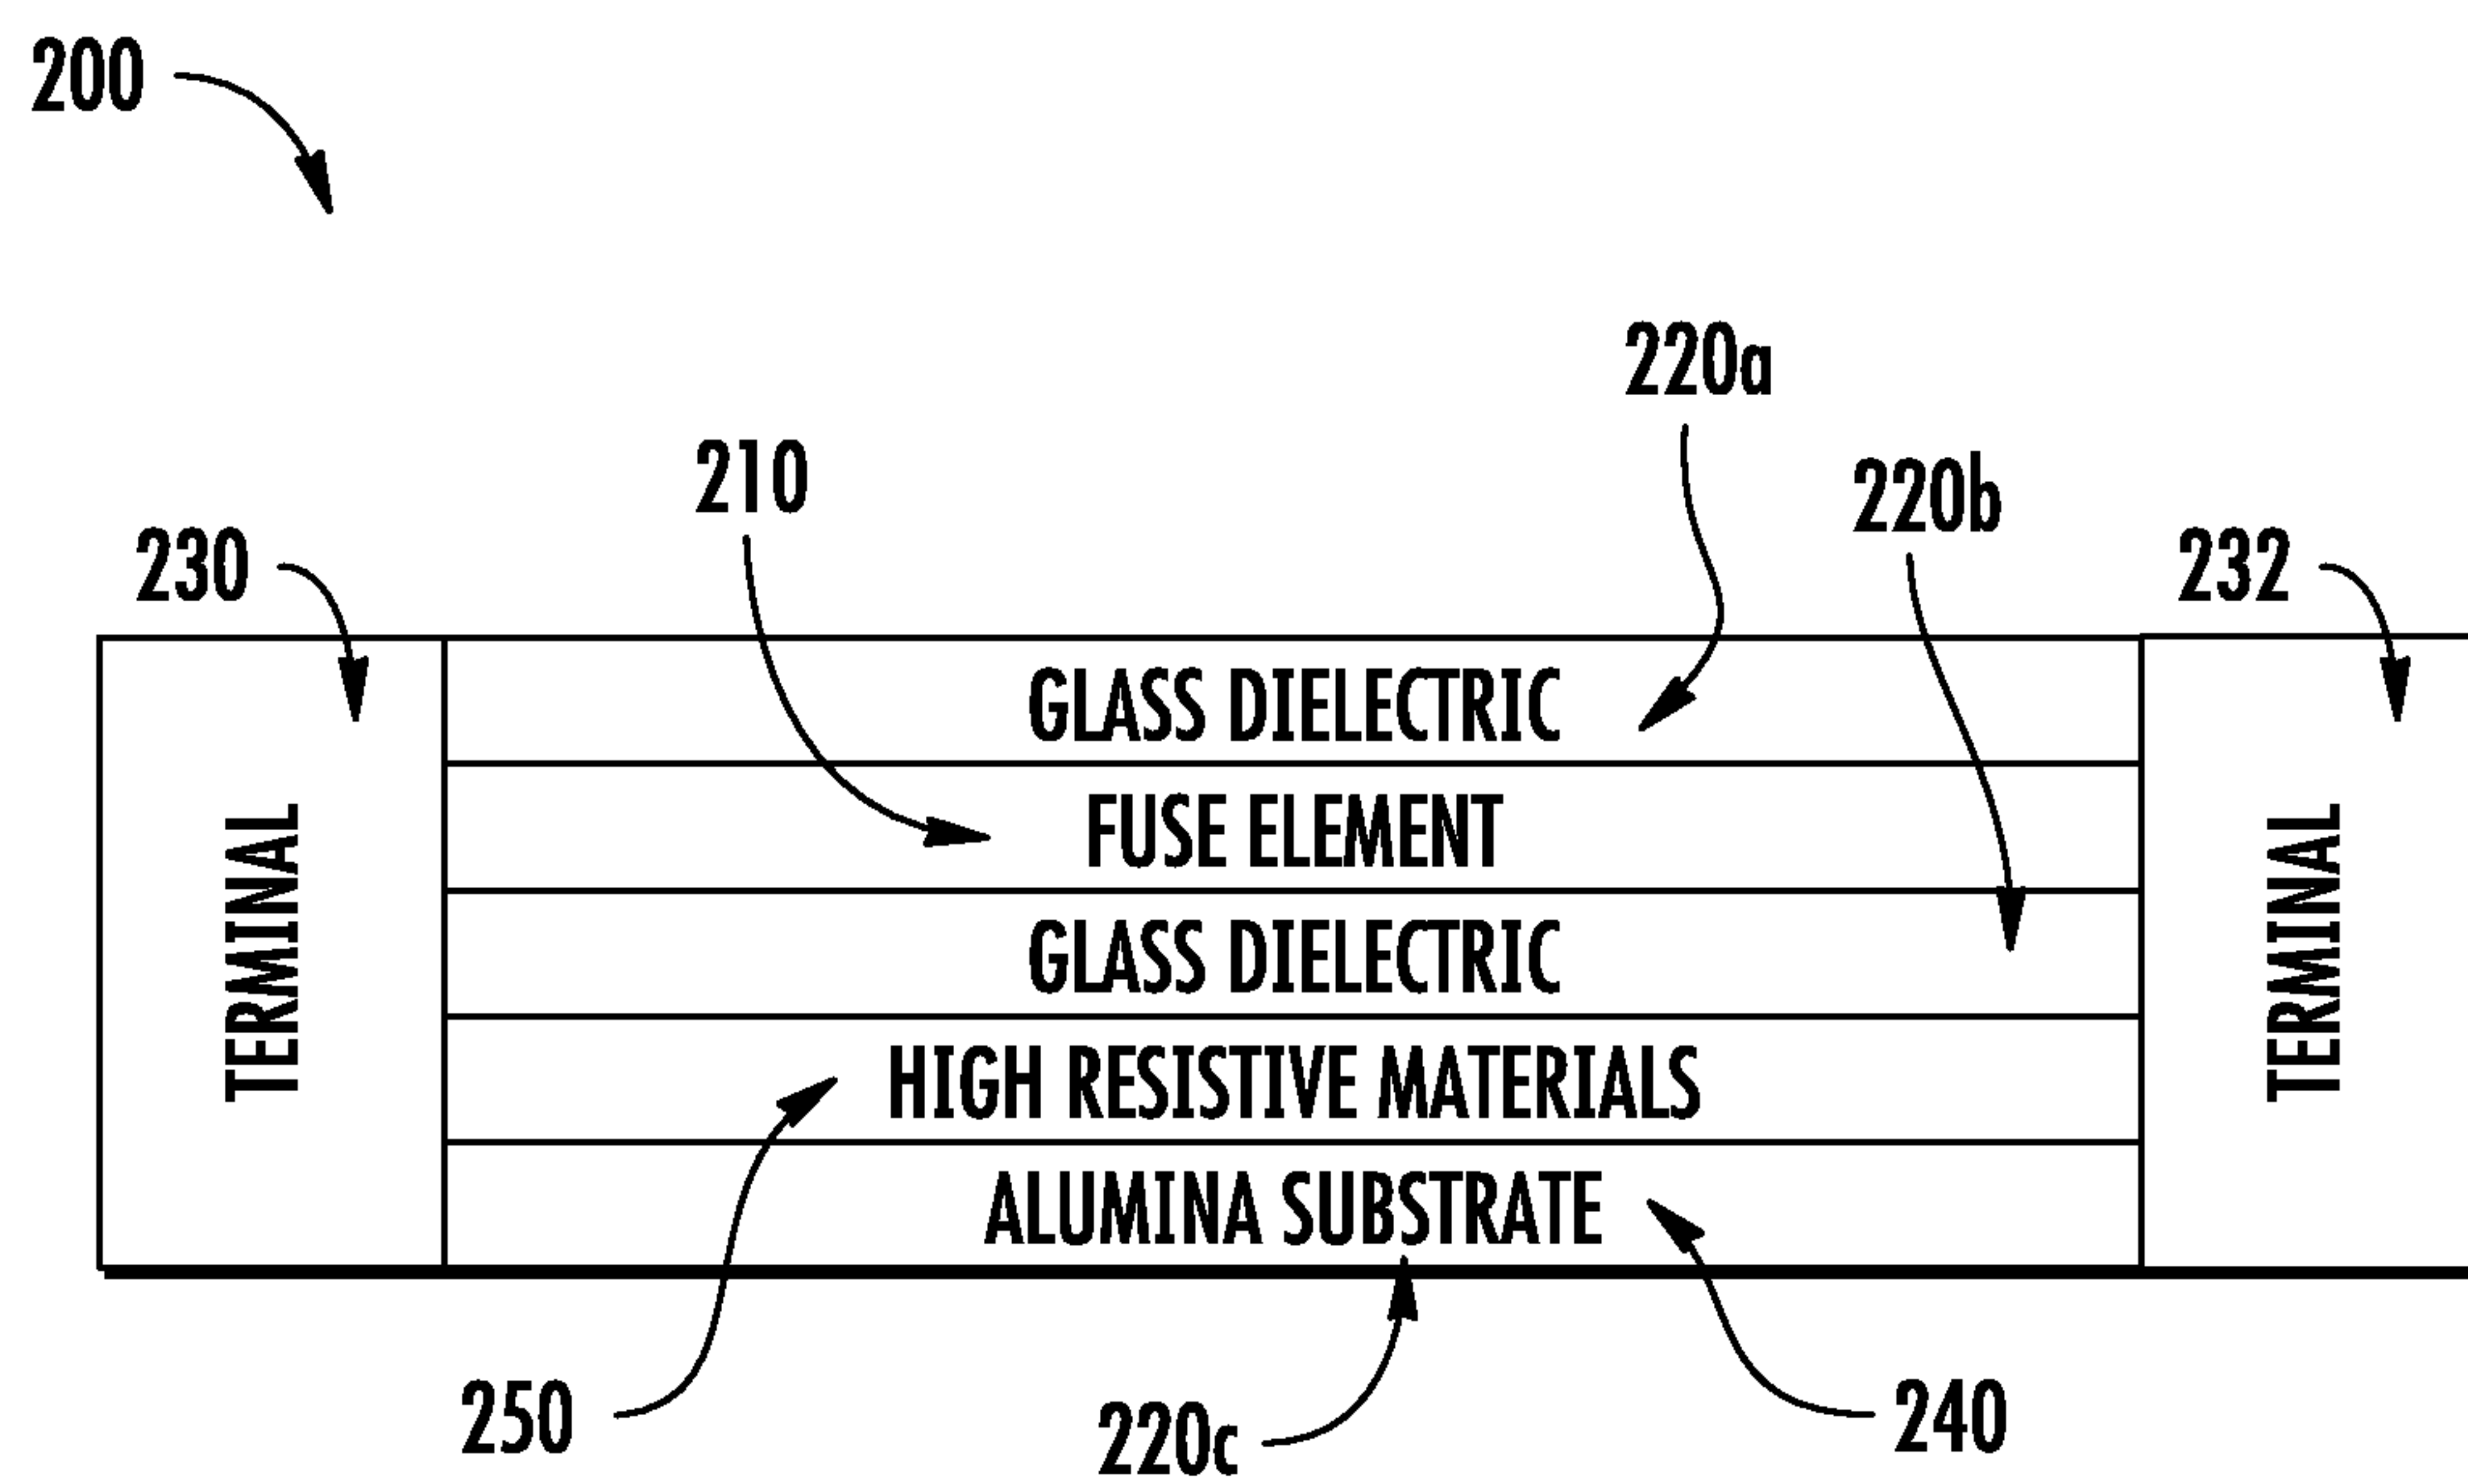 200
220a
210
220b
230
232
GLASS DIELECTRIC
FUSE ELEMENT
TERMINAL
TERMINAL
GLASS DIELECTRIC
HIGH RESISTIVE MATERIALS
ALUMINA SUBSTRATE
250
220c
240